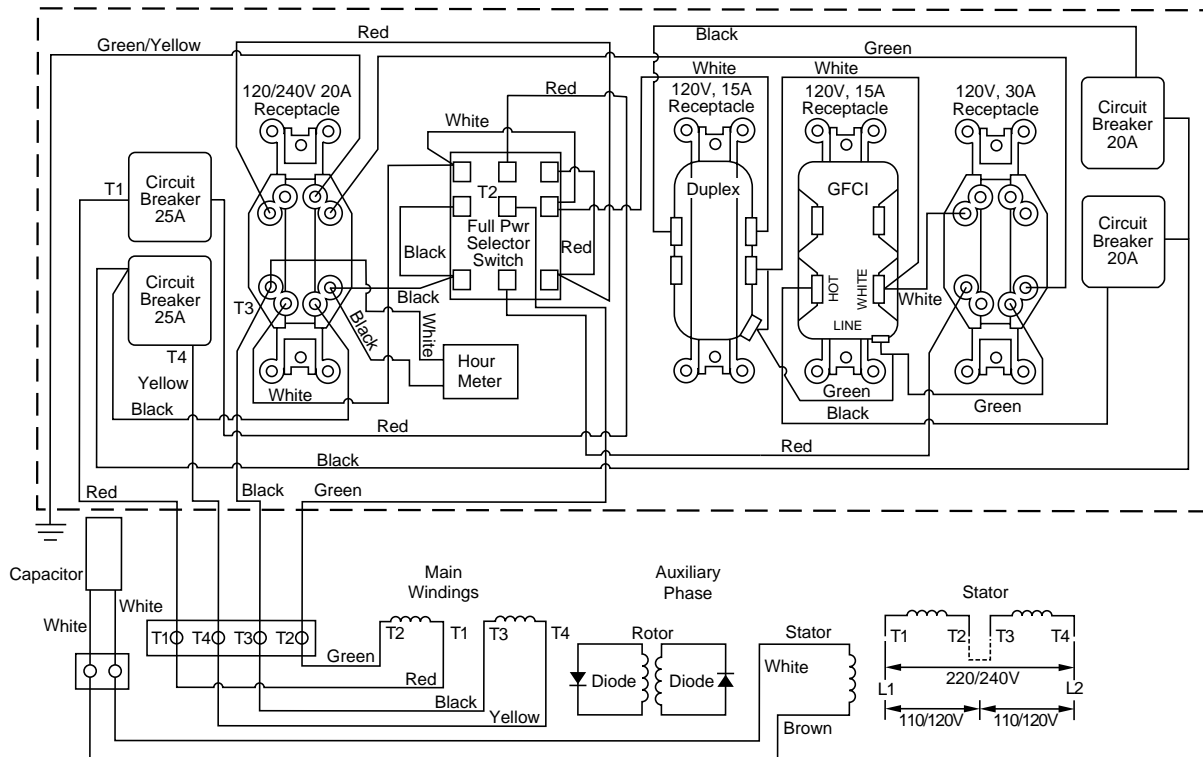 Black
Red
Green/Yellow
Green
White
White
120/240V 20A
Receptacle
Red
120V, 15A
Receptacle
120V, 15A
Receptacle
120V, 30A
Receptacle
Circuit
Breaker
20A
White
T1
Circuit
Breaker
25A
T2
Full Pwr
Selector
Switch
Duplex
GFCI
Circuit
Breaker
20A
Black
Red
Circuit
Breaker
25A
T3
Black
HOT
WHITE
White
LINE
Black
White
T4
Hour
Meter
Yellow
White
Green
Black
Black
Green
Red
Red
Black
Red
Black
Green
Capacitor
White
White
Main
Windings
Auxiliary
Phase
Stator
T1
T4
T3
T2
T2
T1
T3
T4
Rotor
Stator
T1
T2
T3
T4
Green
White
Diode
Diode
220/240V
Red
L1
L2
Black
110/120V
110/120V
Yellow
Brown